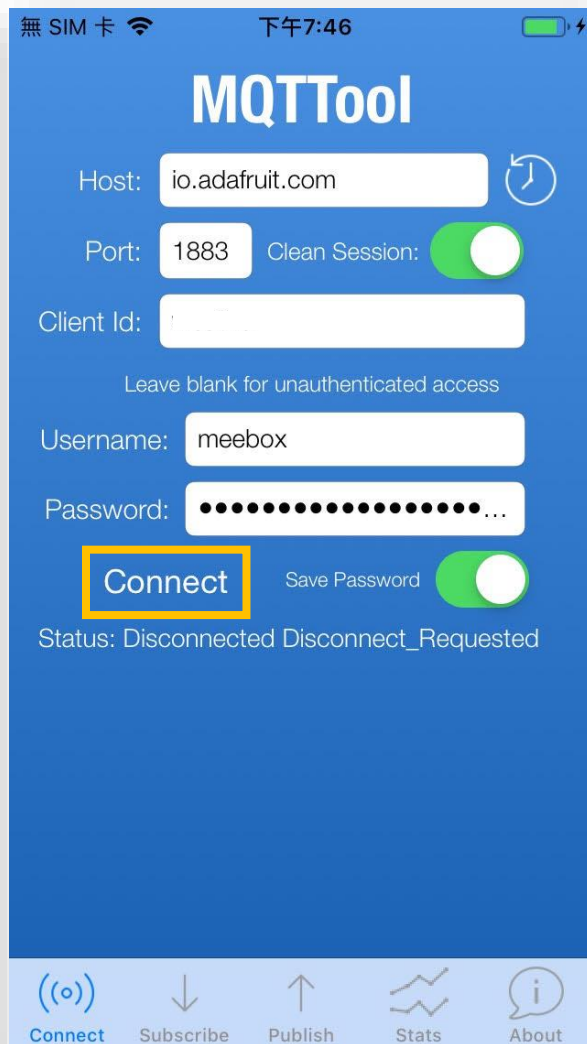 無 SIM 卡 下午7:46
MQTTool
Host: io.adafruit.com
Port: 1883 Clean Session:
Client Id:
Leave blank for unauthenticated access
Username: meebox
Password: ●●●●●●●●●●●●●●●●●●...
Connect Save Password
Status: Disconnected Disconnect_Requested
Connect Subscribe Publish Stats About